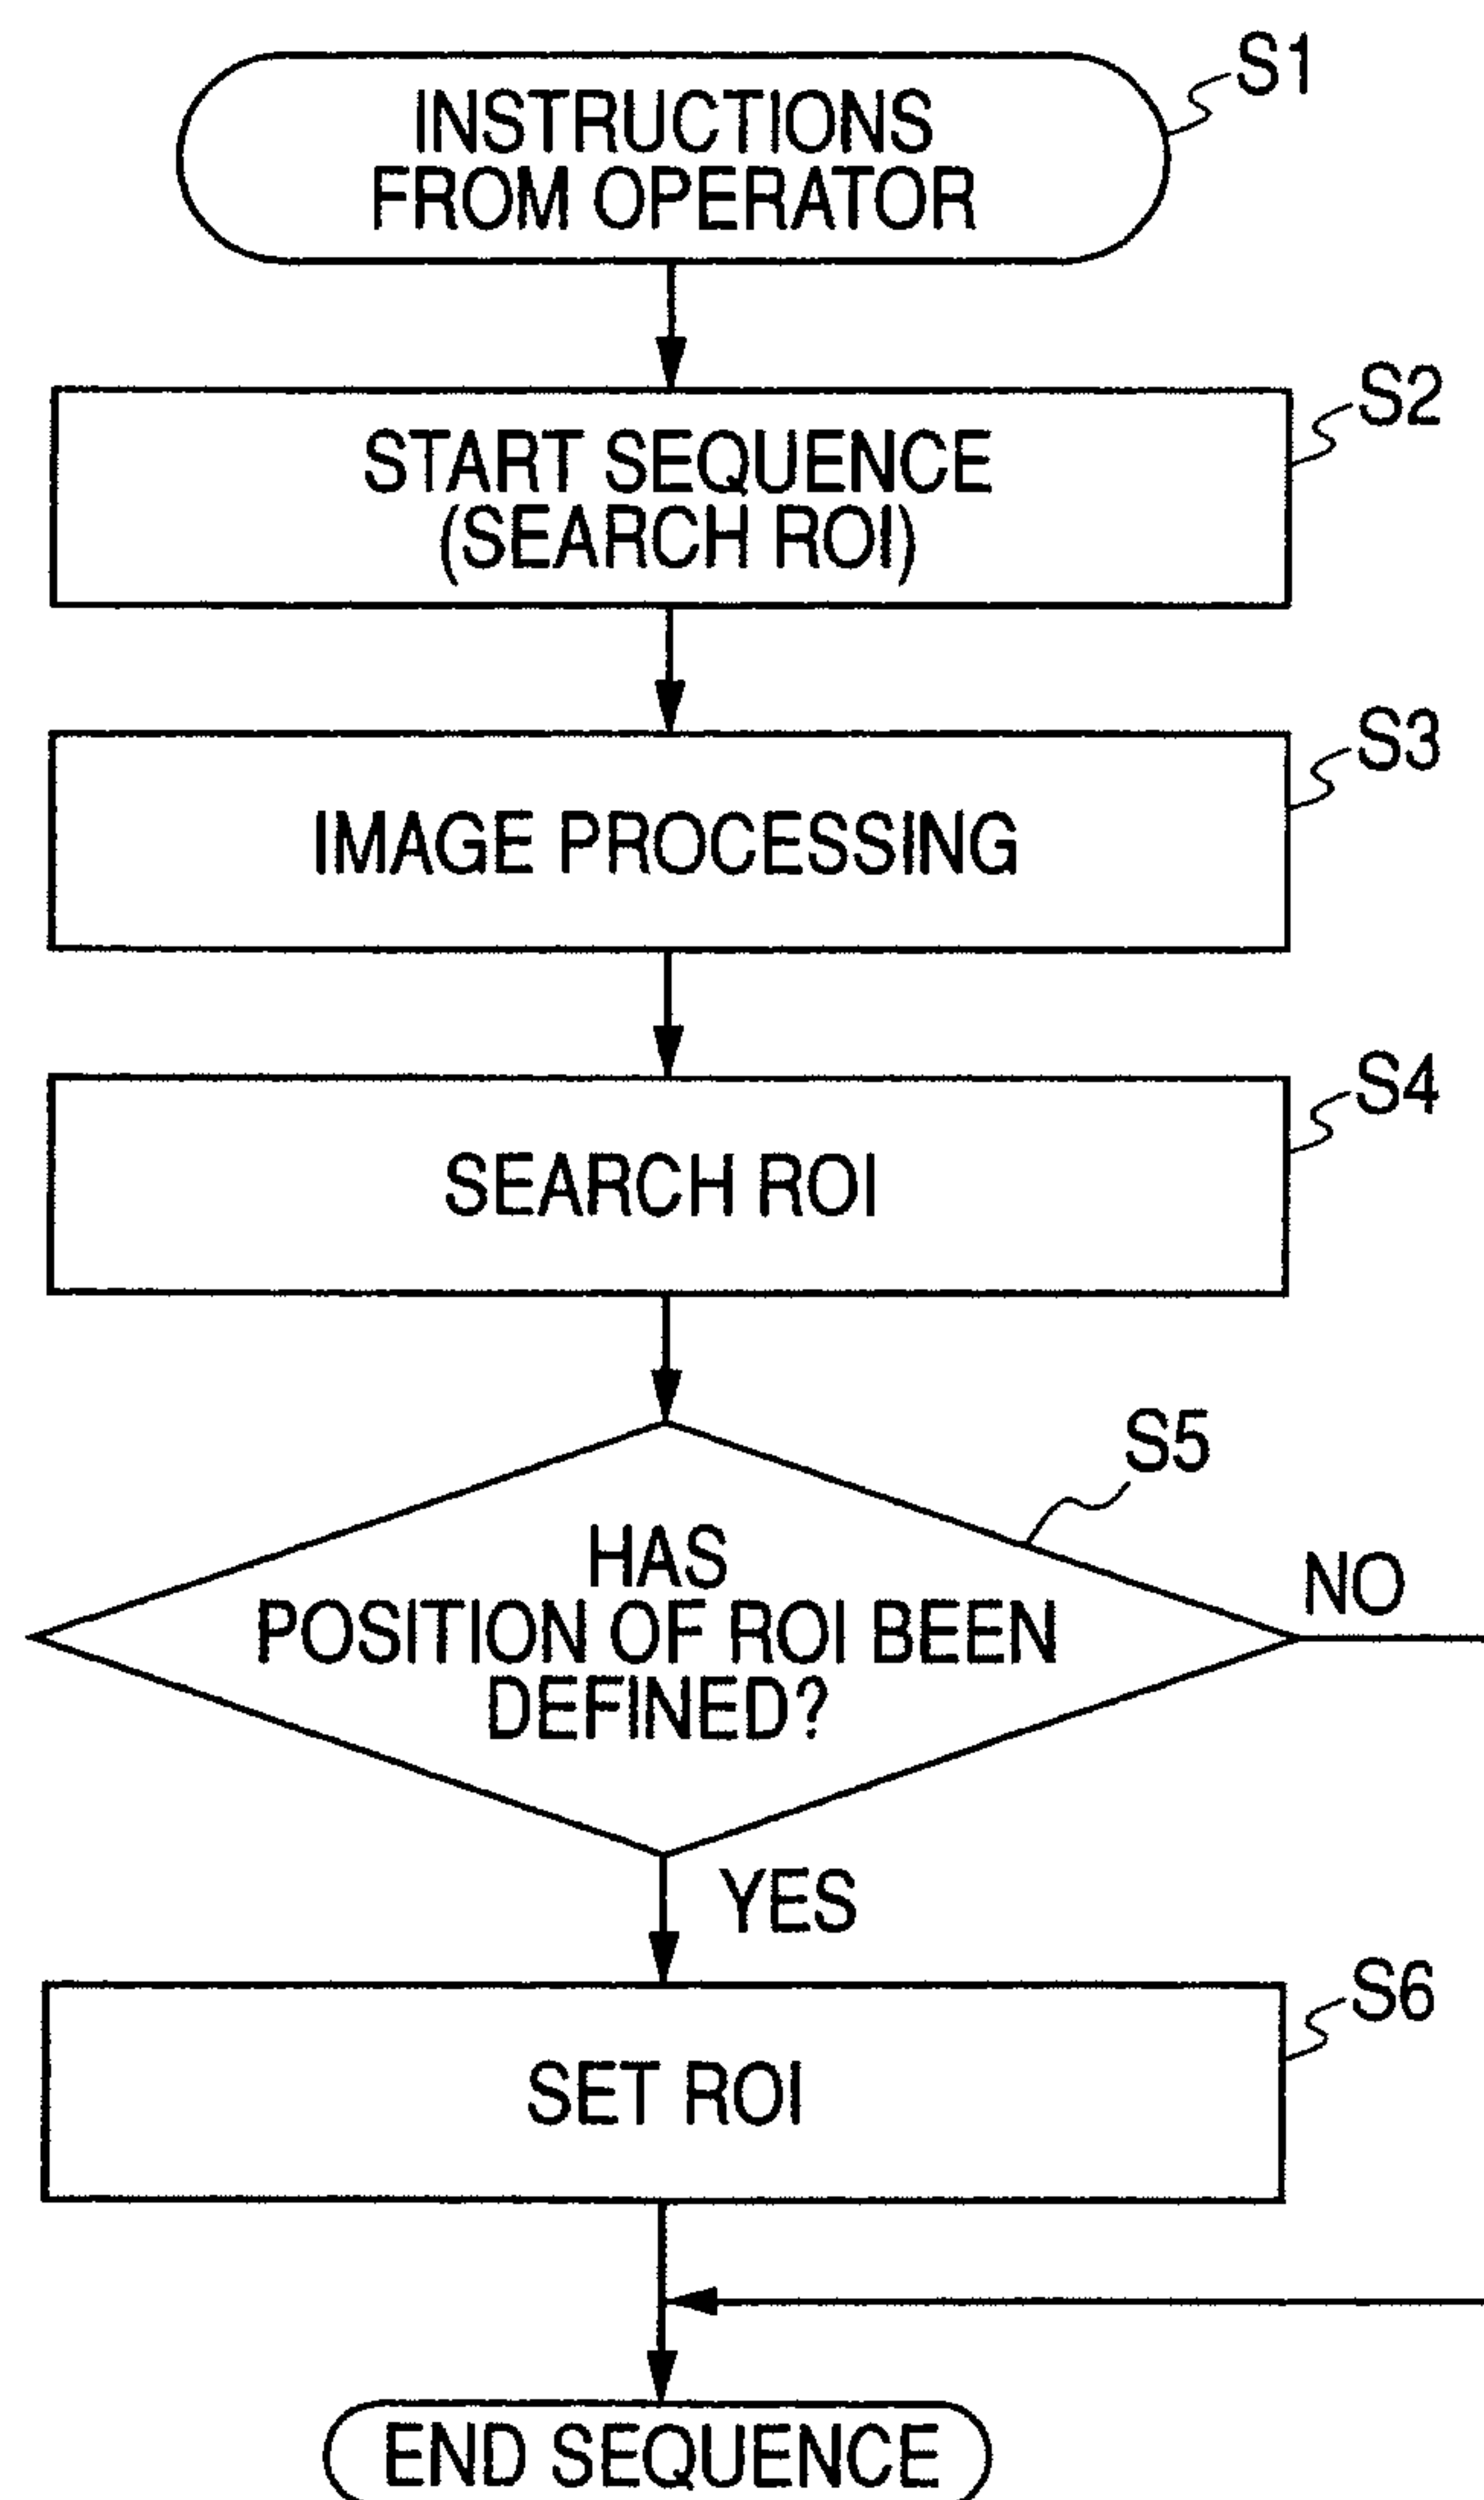 S1
INSTRUCTIONS
FROM OPERATOR
S2
START SEQUENCE
(SEARCH ROI)
S3
IMAGE PROCESSING
S4
SEARCH ROI
S5
HAS
POSITION OF ROI BEEN
DEFINED?
NO
YES
S6
SET ROI
END SEQUENCE